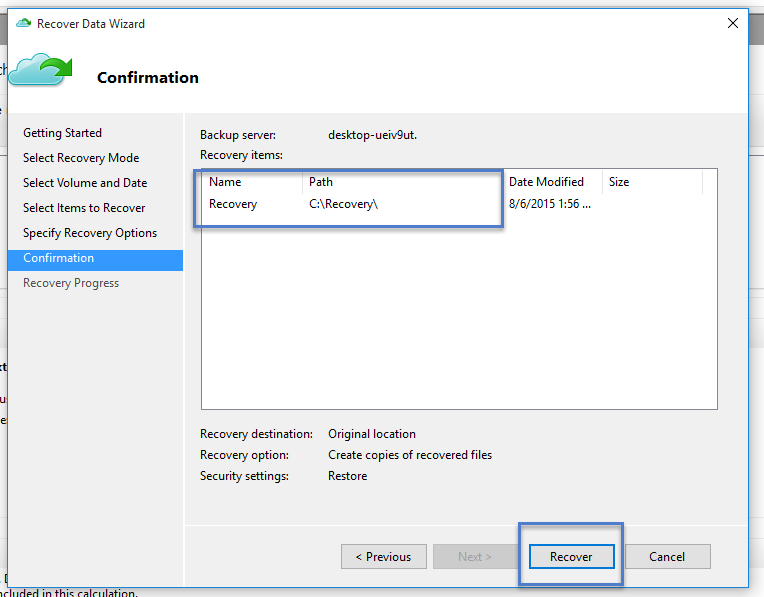 Recover Data Wizard
Confirmation
Getting Started
Select Recovery Mode
Select Volume and Date
Select Items to Recover
Specify Recovery Options
Confirmation
Recovery Progress
Backup server: desktop-ueiv9ut.
Recovery items:
Name Path Date Modified Size
Recovery C:\Recovery\ 8/6/2015 1:56 ...
Recovery destination: Original location
Recovery option: Create copies of recovered files
Security settings: Restore
< Previous Next > Recover Cancel
included in this calculation.